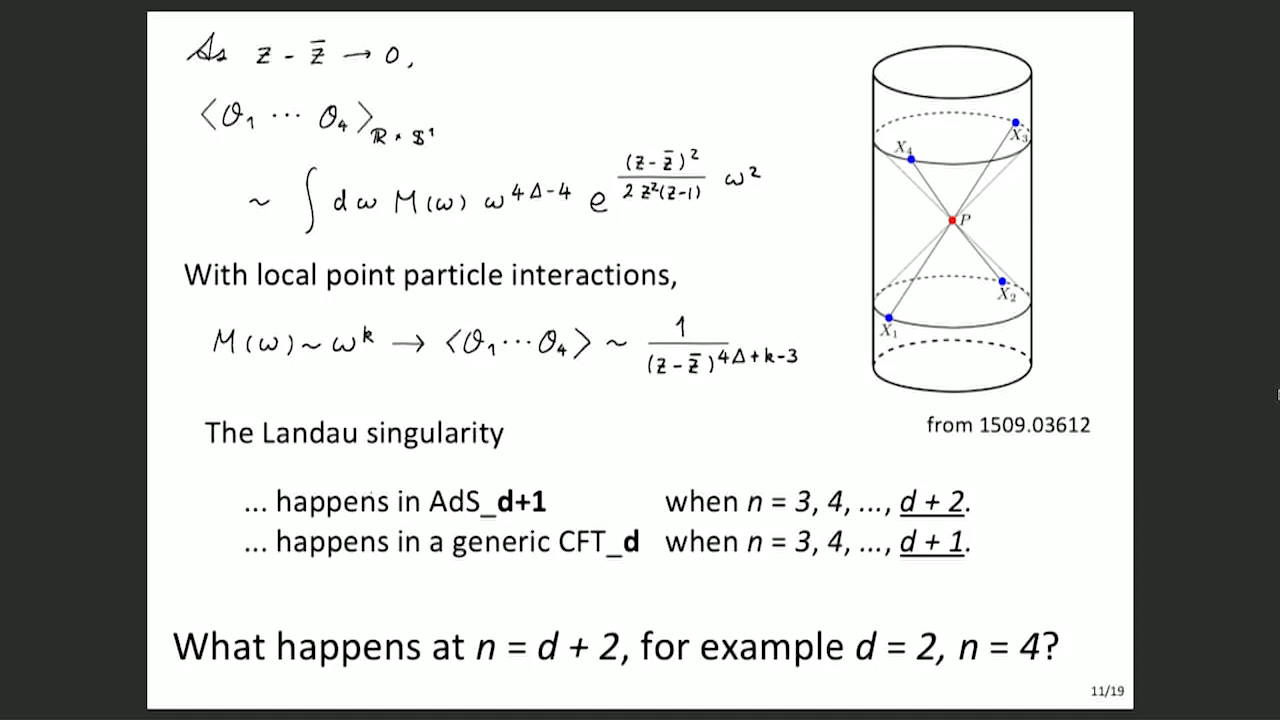 As z - z̄ → 0,
⟨O₁ ⋯ O₄⟩_{ℝ × 𝕊¹}
~ ∫ dω M(ω) ω^{4Δ-4} e^{\frac{(z-z̄)²}{2 z²(z-1)} ω²}
With local point particle interactions,
M(ω) ~ ω^k → ⟨O₁⋯O₄⟩ ~ \frac{1}{(z-z̄)^{4Δ+k-3}}
The Landau singularity
... happens in AdS_d+1 when n = 3, 4, ..., d + 2.
... happens in a generic CFT_d when n = 3, 4, ..., d + 1.
What happens at n = d + 2, for example d = 2, n = 4?
X₃
X₄
P
X₂
X₁
from 1509.03612
11/19